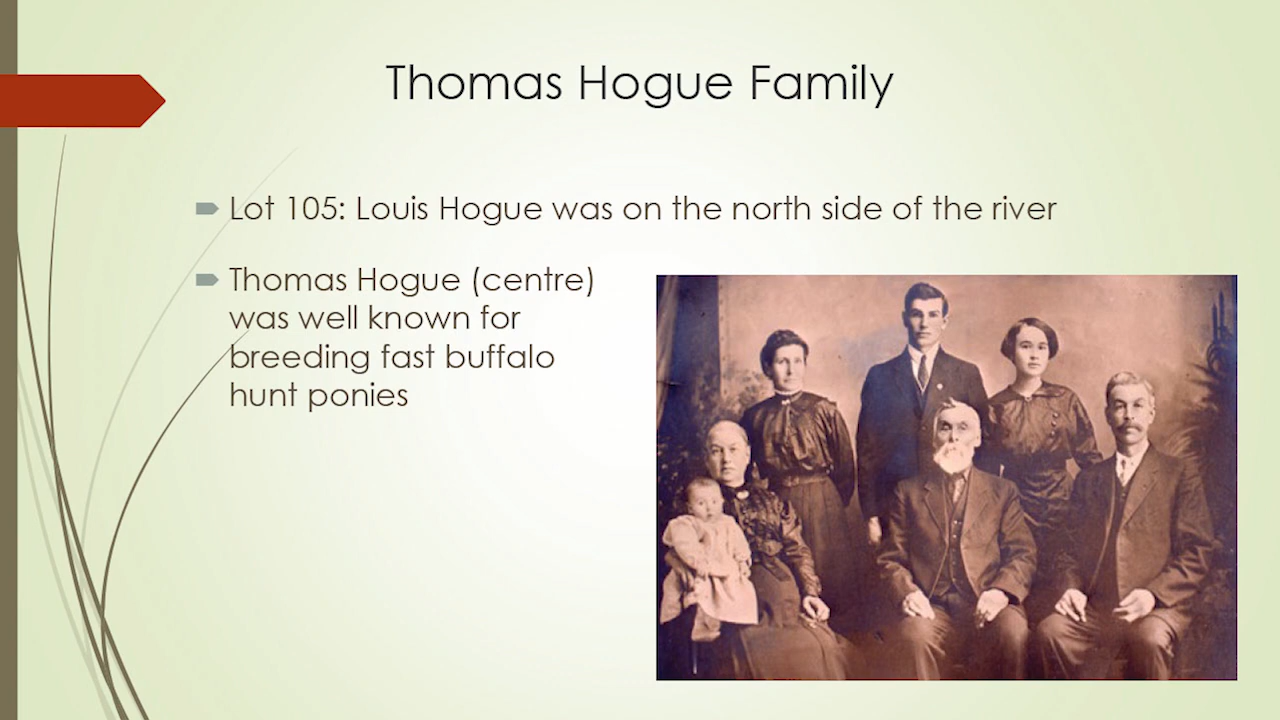 Thomas Hogue Family
Lot 105: Louis Hogue was on the north side of the river
Thomas Hogue (centre)
was well known for
breeding fast buffalo
hunt ponies